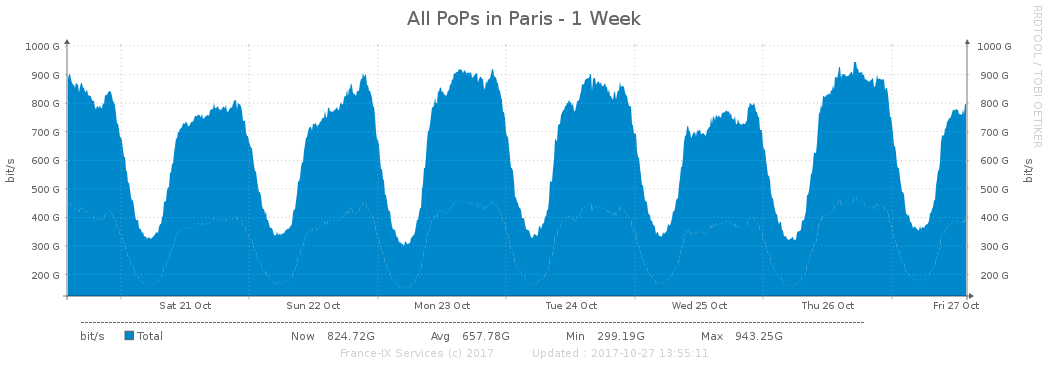 All PoPs in Paris - 1 Week
RRDTOOL / TOBI OETIKER
bit/s
1000 G
900 G
800 G
700 G
600 G
500 G
400 G
300 G
200 G
1000 G
900 G
800 G
700 G
600 G
500 G
400 G
300 G
200 G
bit/s
Sat 21 Oct Sun 22 Oct Mon 23 Oct Tue 24 Oct Wed 25 Oct Thu 26 Oct Fri 27 Oct
bit/s Total Now 824.72G Avg 657.78G Min 299.19G Max 943.25G
France-IX Services (c) 2017 Updated : 2017-10-27 13:55:11